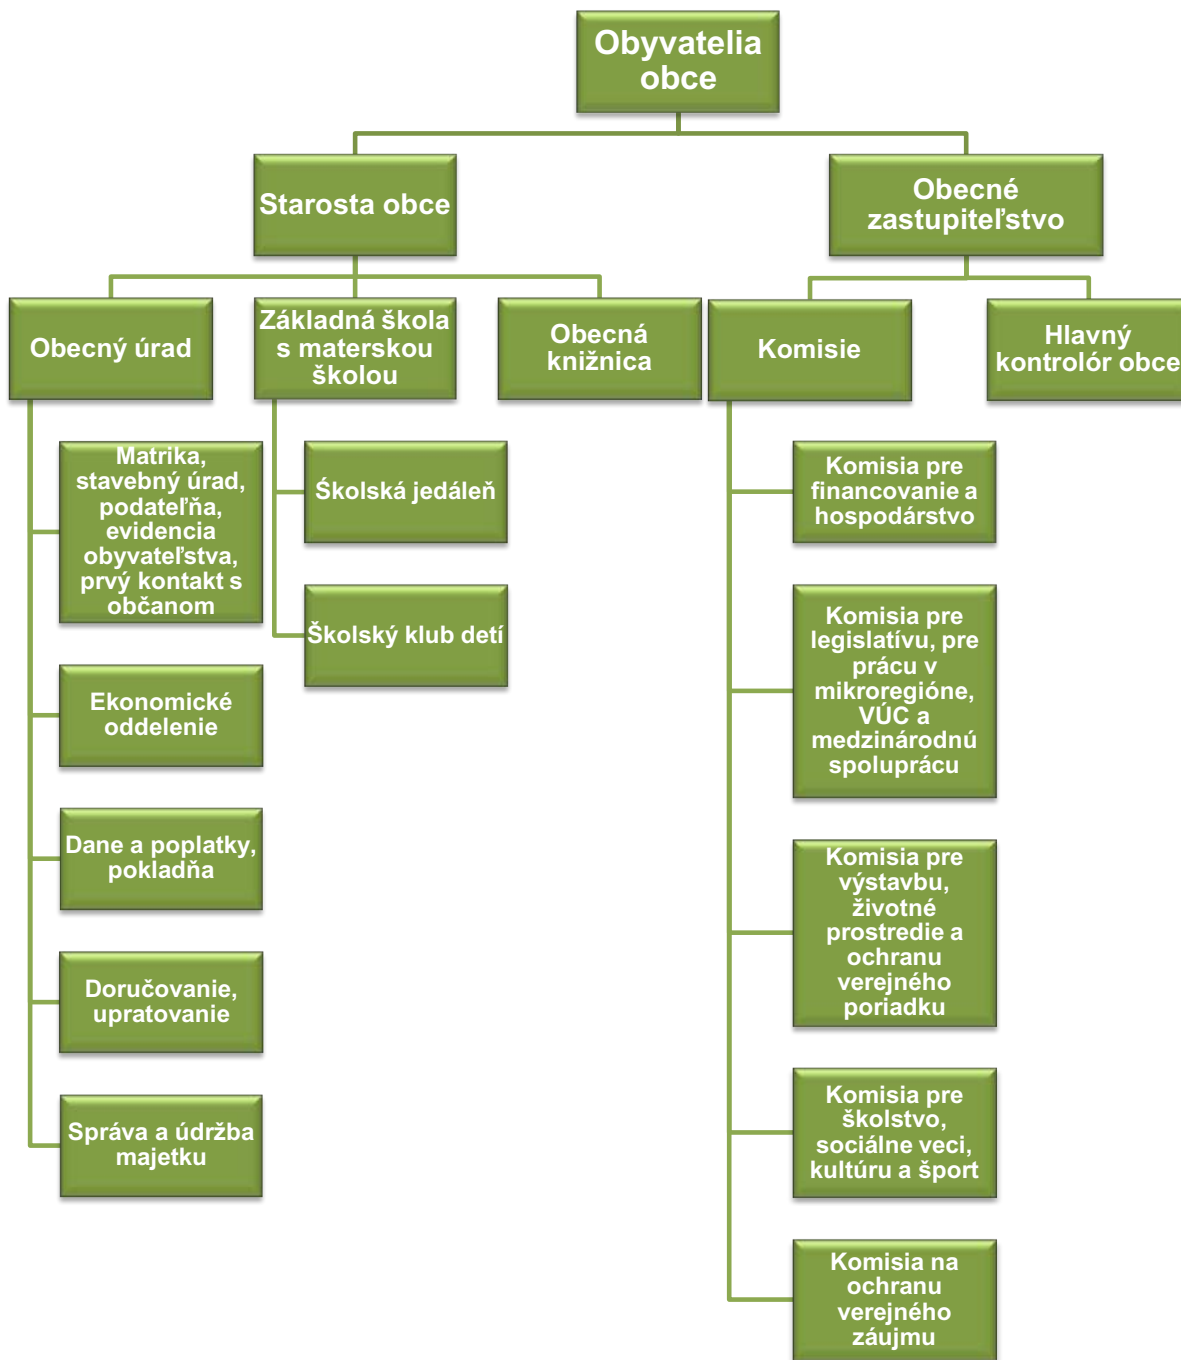 Obyvatelia
obce
Starosta obce
Obecné
zastupiteľstvo
Obecný úrad
Základná škola
s materskou
školou
Obecná
knižnica
Komisie
Hlavný
kontrolór obce
Matrika,
stavebný úrad,
podateľňa,
evidencia
obyvateľstva,
prvý kontakt s
občanom
Ekonomické
oddelenie
Dane a poplatky,
pokladňa
Doručovanie,
upratovanie
Správa a údržba
majetku
Śkolská jedáleň
Školský klub detí
Komisia pre
financovanie a
hospodárstvo
Komisia pre
legislatívu, pre
prácu v
mikroregióne,
VÚC a
medzinárodnú
spoluprácu
Komisia pre
výstavbu,
životné
prostredie a
ochranu
verejného
poriadku
Komisia pre
školstvo,
sociálne veci,
kultúru a šport
Komisia na
ochranu
verejného
záujmu